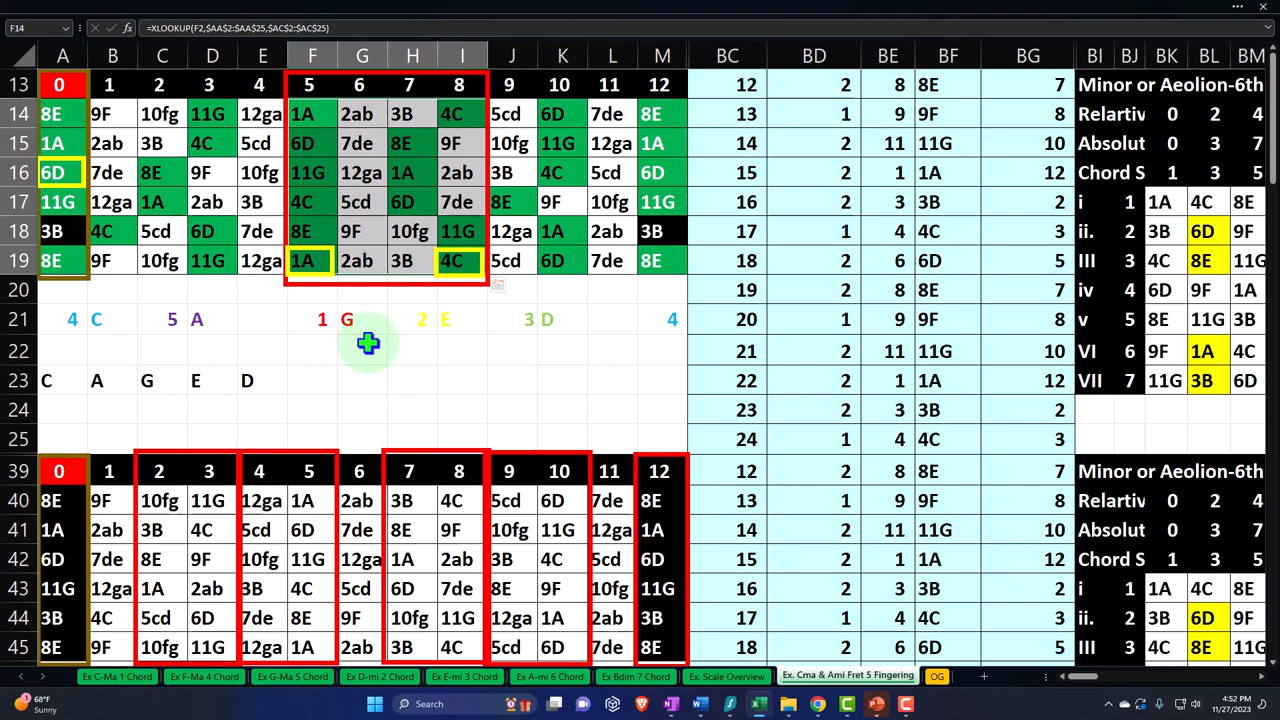 F14 =XLOOKUP(F2,$AA$2:$AA$25,$AC$2:$AC$25)
A B C D E F G H I J K L M BC BD BE BF BG BI BJ BK BL BM
13 0 1 2 3 4 5 6 7 8 9 10 11 12 12 2 8 8E 7 Minor or Aeolion-6th
14 8E 9F 10fg 11G 12ga 1A 2ab 3B 4C 5cd 6D 7de 8E 13 1 9 9F 8 Relartiv 0 2 4
15 1A 2ab 3B 4C 5cd 6D 7de 8E 9F 10fg 11G 12ga 1A 14 2 11 11G 10 Absolut 0 3 7
16 6D 7de 8E 9F 10fg 11G 12ga 1A 2ab 3B 4C 5cd 6D 15 2 1 1A 12 Chord S 1 3 5
17 11G 12ga 1A 2ab 3B 4C 5cd 6D 7de 8E 9F 10fg 11G 16 2 3 3B 2 i 1 1A 4C 8E
18 3B 4C 5cd 6D 7de 8E 9F 10fg 11G 12ga 1A 2ab 3B 17 1 4 4C 3 ii. 2 3B 6D 9F
19 8E 9F 10fg 11G 12ga 1A 2ab 3B 4C 5cd 6D 7de 8E 18 2 6 6D 5 III 3 4C 8E 11G
20 19 2 8 8E 7 iv 4 6D 9F 1A
21 4 C 5 A 1 G 2 E 3 D 4 20 1 9 9F 8 v 5 8E 11G 3B
22 21 2 11 11G 10 VI 6 9F 1A 4C
23 C A G E D 22 2 1 1A 12 VII 7 11G 3B 6D
24 23 2 3 3B 2
25 24 1 4 4C 3
39 0 1 2 3 4 5 6 7 8 9 10 11 12 12 2 8 8E 7 Minor or Aeolion-6th
40 8E 9F 10fg 11G 12ga 1A 2ab 3B 4C 5cd 6D 7de 8E 13 1 9 9F 8 Relartiv 0 2 4
41 1A 2ab 3B 4C 5cd 6D 7de 8E 9F 10fg 11G 12ga 1A 14 2 11 11G 10 Absolut 0 3 7
42 6D 7de 8E 9F 10fg 11G 12ga 1A 2ab 3B 4C 5cd 6D 15 2 1 1A 12 Chord S 1 3 5
43 11G 12ga 1A 2ab 3B 4C 5cd 6D 7de 8E 9F 10fg 11G 16 2 3 3B 2 i 1 1A 4C 8E
44 3B 4C 5cd 6D 7de 8E 9F 10fg 11G 12ga 1A 2ab 3B 17 1 4 4C 3 ii. 2 3B 6D 9F
45 8E 9F 10fg 11G 12ga 1A 2ab 3B 4C 5cd 6D 7de 8E 18 2 6 6D 5 III 3 4C 8E 11G
Ex C-Ma 1 Chord Ex. F-Ma 4 Chord Ex. G-Ma 5 Chord Ex. D-mi 2 Chord Ex. E-mi 3 Chord Ex. A-mi 6 Chord Ex. Bdim 7 Chord Ex. Scale Overview Ex. Cma & Ami Fret 5 Fingering OG
68°F
Sunny
Search
4:52 PM
11/27/2023